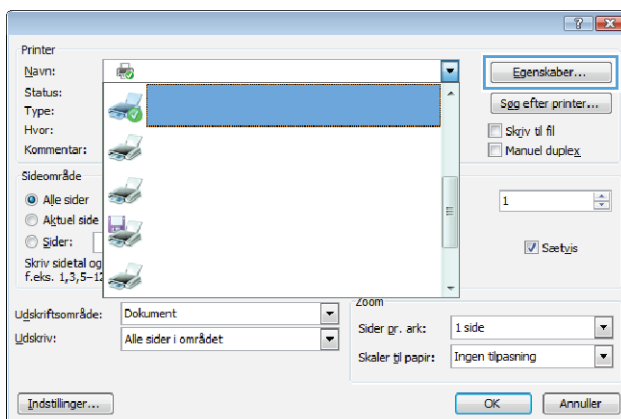 Printer
Navn:
Egenskaber...
Status:
Type:
Søg efter printer...
Hvor:
Skriv til fil
Kommentar:
Manuel duplex
Sideområde
Alle sider
1
Aktuel side
Sider:
Sætvis
Skriv sidetal og
f.eks. 1,3,5–12
Zoom
Udskriftsområde: Dokument
Sider pr. ark: 1 side
Udskriv: Alle sider i området
Skaler til papir: Ingen tilpasning
Indstillinger...
OK
Annuller